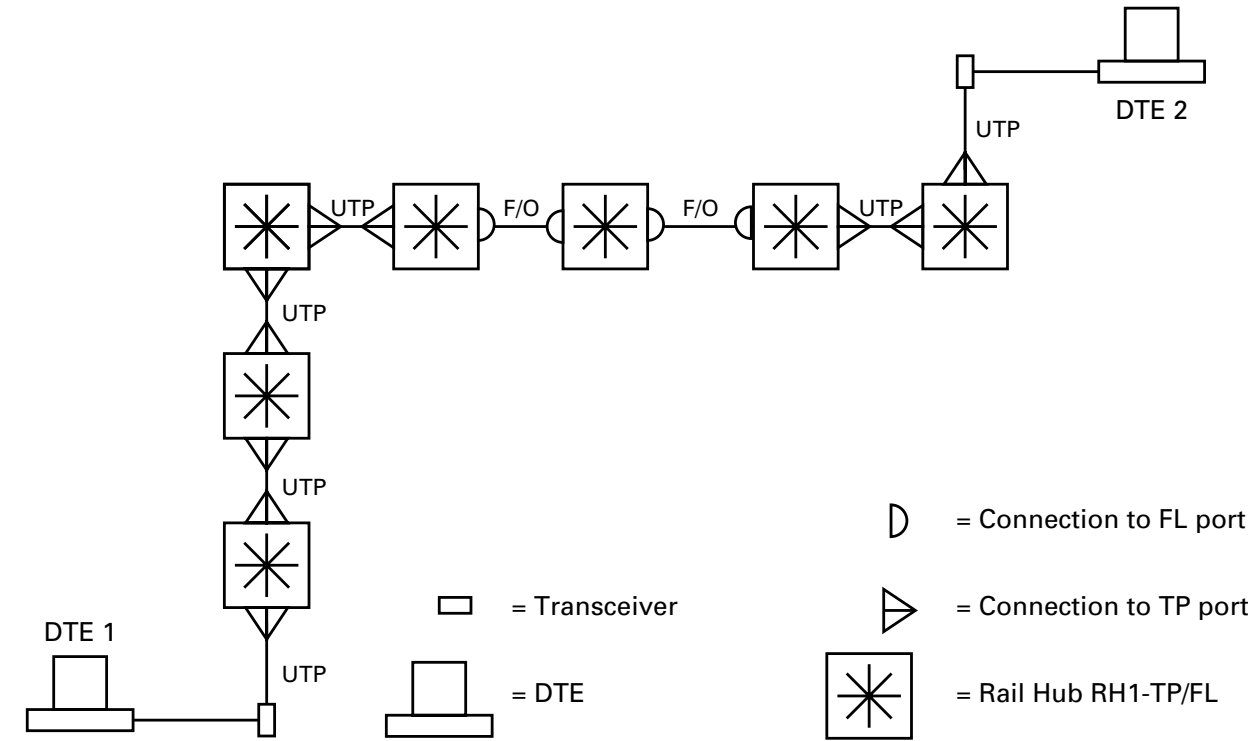 DTE 2
UTP
UTP
F/O
F/O
UTP
UTP
UTP
= Connection to FL port
= Transceiver
= Connection to TP port
DTE 1
UTP
= DTE
= Rail Hub RH1-TP/FL